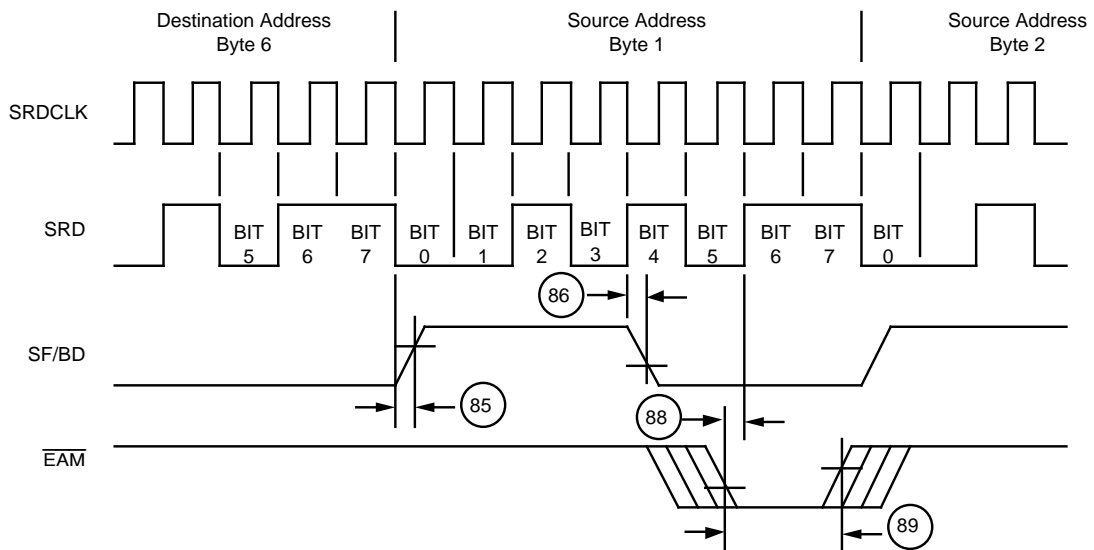 Destination Address
Byte 6
Source Address
Byte 1
Source Address
Byte 2
SRDCLK
SRD
BIT
5
BIT
6
BIT
7
BIT
0
BIT
1
BIT
2
BIT
3
BIT
4
BIT
5
BIT
6
BIT
7
BIT
0
86
SF/BD
85
88
EAM
89